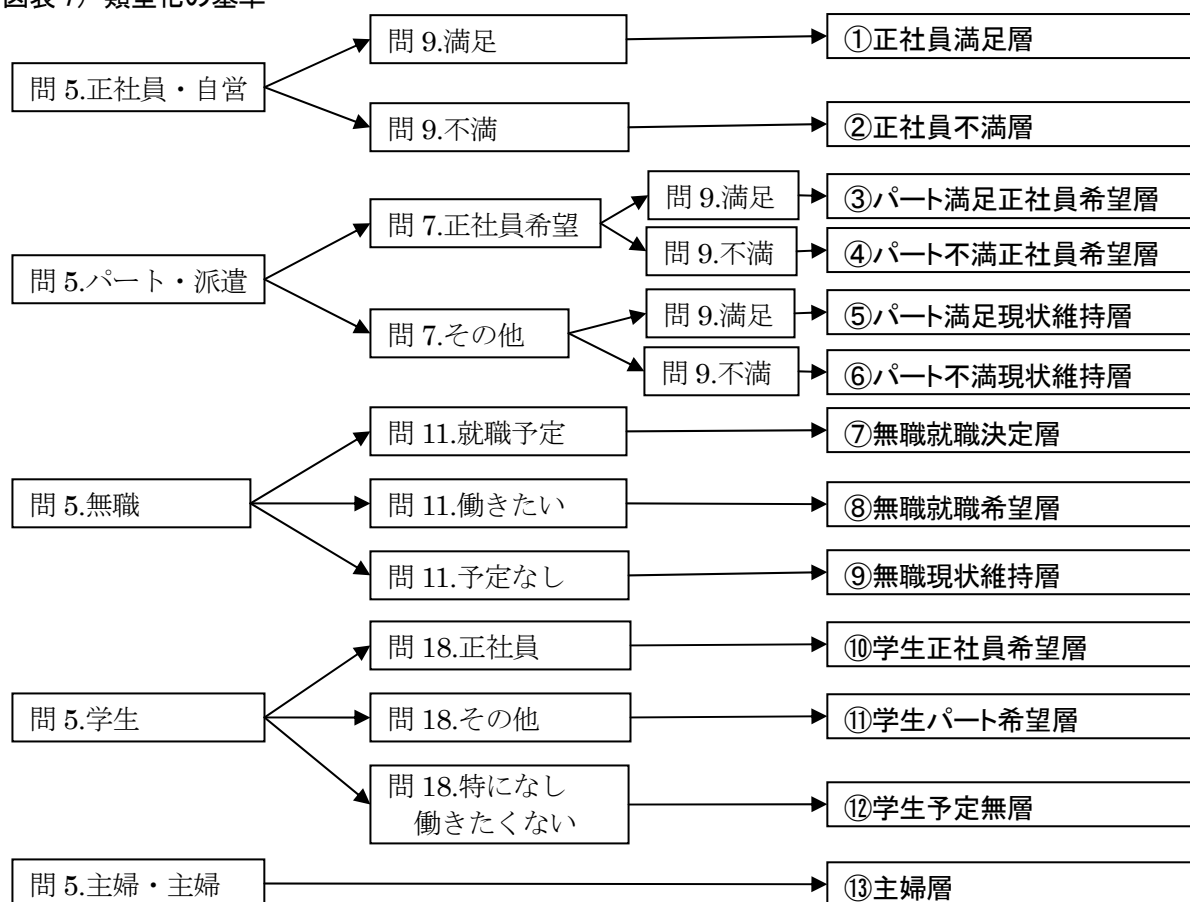 問 9.満足
①正社員満足層
問 5.正社員・自営
問 9.不満
②正社員不満層
問 9.満足
③パート満足正社員希望層
問 7.正社員希望
問 9.不満
④パート不満正社員希望層
問 5.パート・派遣
問 9.満足
⑤パート満足現状維持層
問 7.その他
問 9.不満
⑥パート不満現状維持層
問 11.就職予定
⑦無職就職決定層
問 5.無職
問 11.働きたい
⑧無職就職希望層
問 11.予定なし
⑨無職現状維持層
問 18.正社員
⑩学生正社員希望層
問 5.学生
問 18.その他
⑪学生パート希望層
問 18.特になし
働きたくない
⑫学生予定無層
問 5.主婦・主婦
⑬主婦層